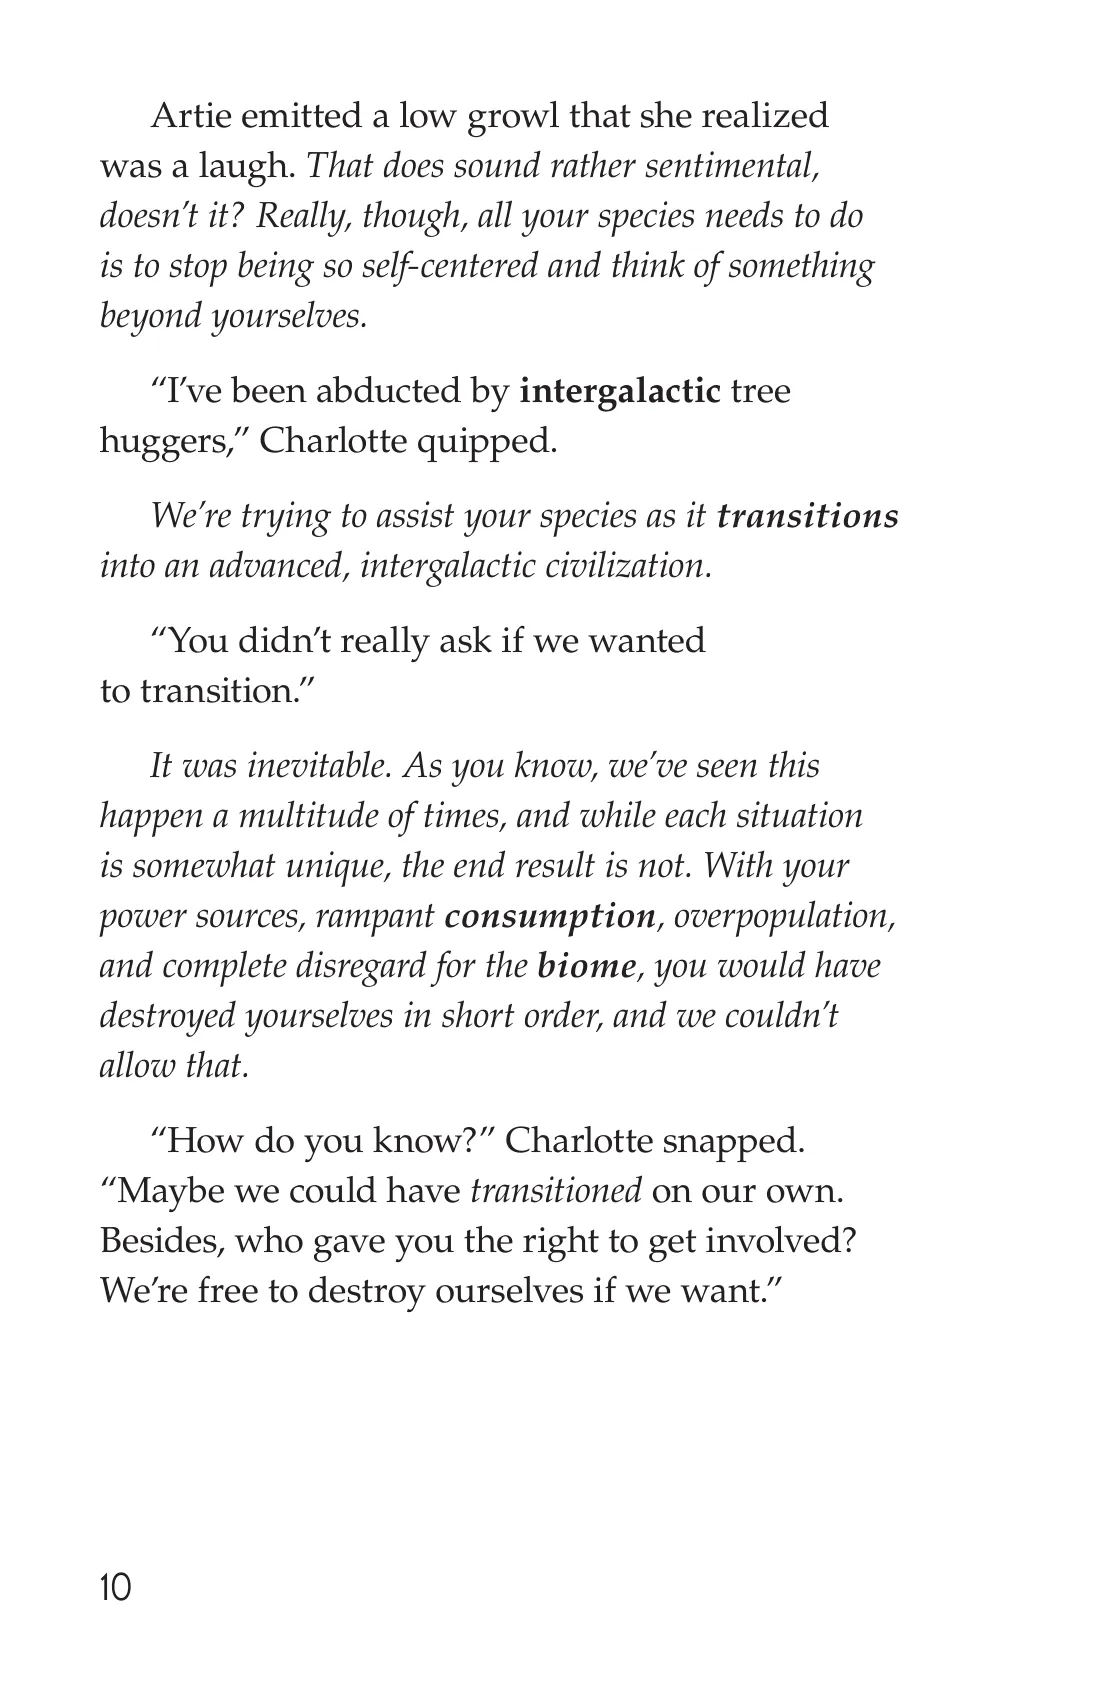 Artie emitted a low growl that she realized
was a laugh. That does sound rather sentimental,
doesn’t it? Really, though, all your species needs to do
is to stop being so self-centered and think of something
beyond yourselves.
“I’ve been abducted by intergalactic tree
huggers,” Charlotte quipped.
We’re trying to assist your species as it transitions
into an advanced, intergalactic civilization.
“You didn’t really ask if we wanted
to transition.”
It was inevitable. As you know, we’ve seen this
happen a multitude of times, and while each situation
is somewhat unique, the end result is not. With your
power sources, rampant consumption, overpopulation,
and complete disregard for the biome, you would have
destroyed yourselves in short order, and we couldn’t
allow that.
“How do you know?” Charlotte snapped.
“Maybe we could have transitioned on our own.
Besides, who gave you the right to get involved?
We’re free to destroy ourselves if we want.”
10